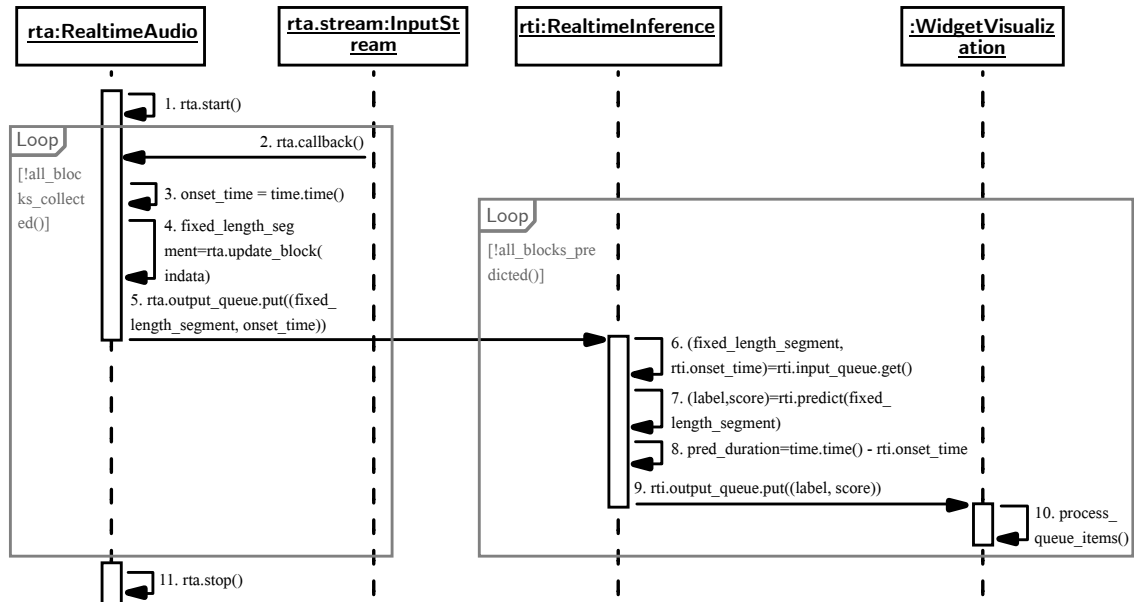 rta:RealtimeAudio
rta.stream:InputSt
ream
rti:RealtimeInference
:WidgetVisualiz
ation
1. rta.start()
Loop
2. rta.callback()
[!all_bloc
ks_collect
ed()]
3. onset_time = time.time()
4. fixed_length_seg
ment=rta.update_block(
indata)
5. rta.output_queue.put((fixed_
length_segment, onset_time))
Loop
[!all_blocks_pre
dicted()]
6. (fixed_length_segment,
rti.onset_time)=rti.input_queue.get()
7. (label,score)=rti.predict(fixed_
length_segment)
8. pred_duration=time.time() - rti.onset_time
9. rti.output_queue.put((label, score))
10. process_
queue_items()
11. rta.stop()